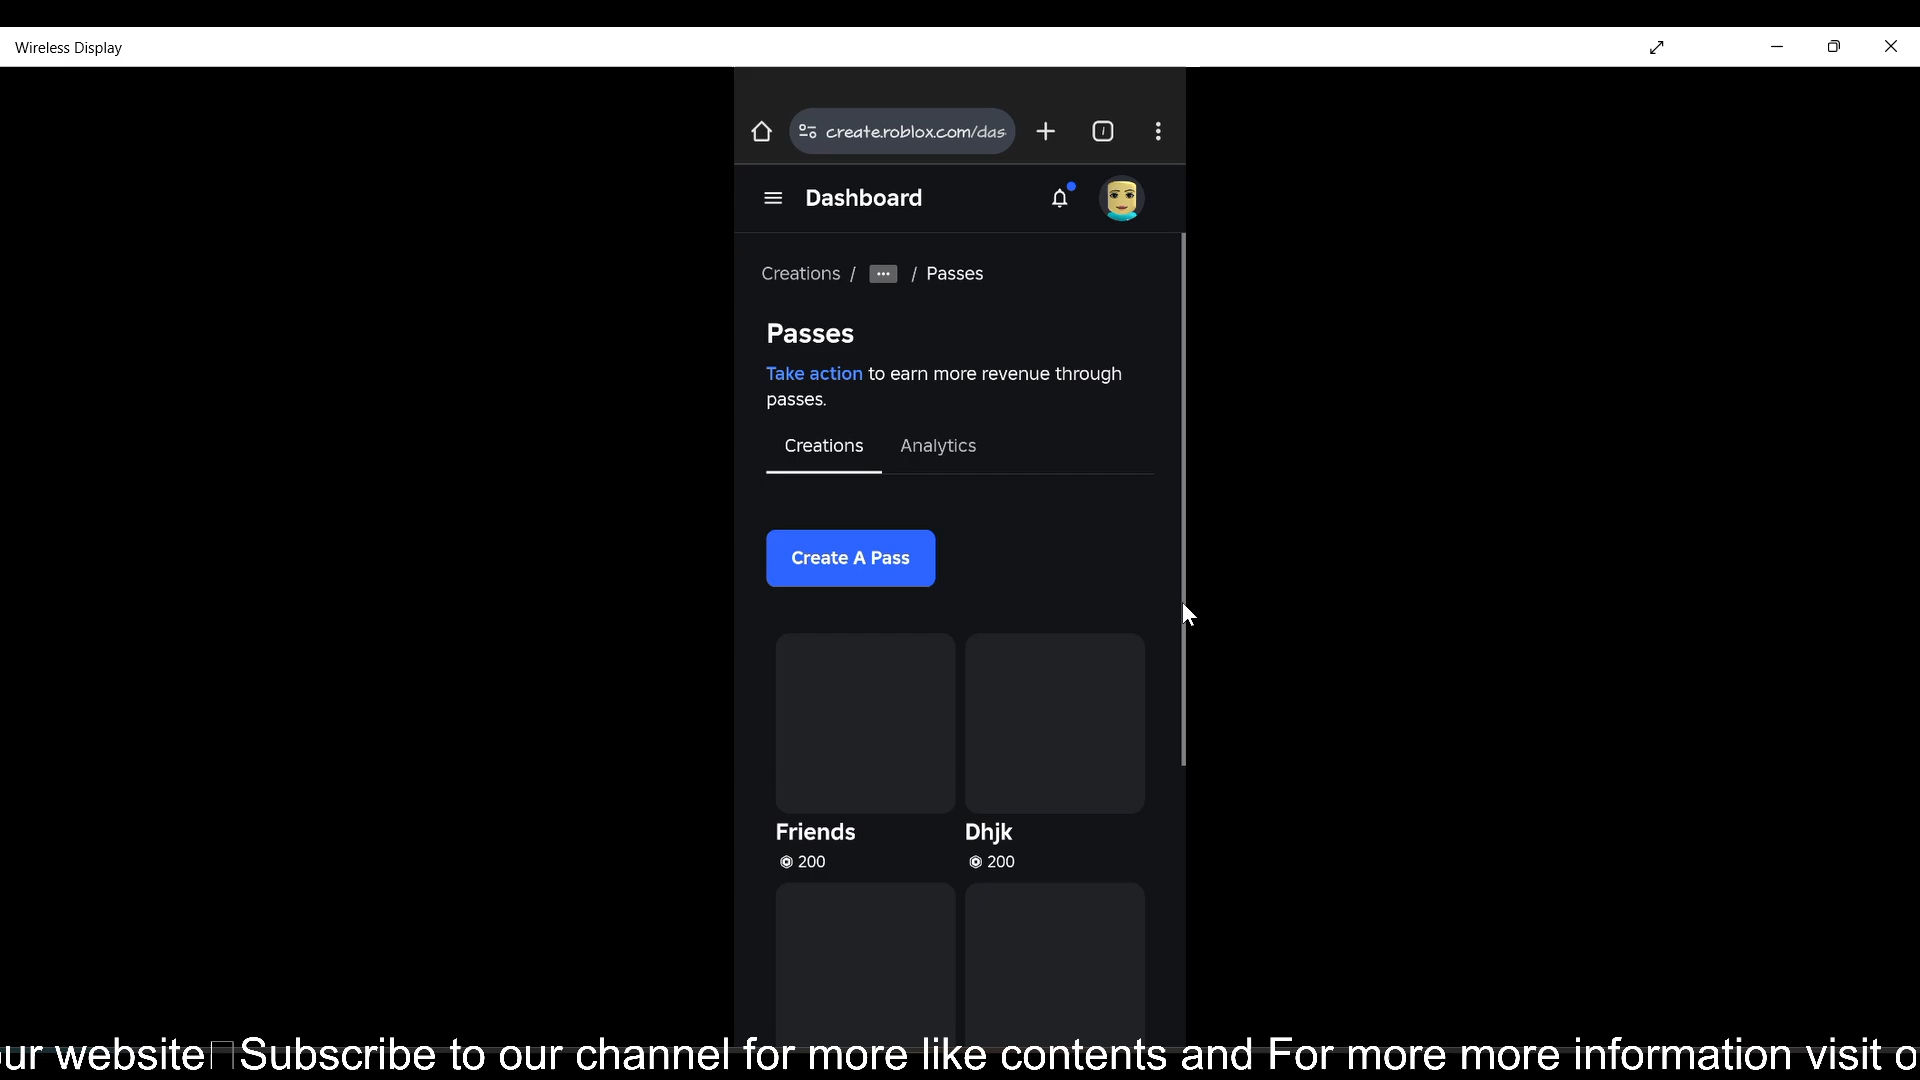 Wireless Display
create.roblox.com/das
Dashboard
Creations / ... / Passes
Passes
Take action to earn more revenue through
passes.
Creations Analytics
Create A Pass
Friends Dhjk
200 200
ur website Subscribe to our channel for more like contents and For more more information visit o